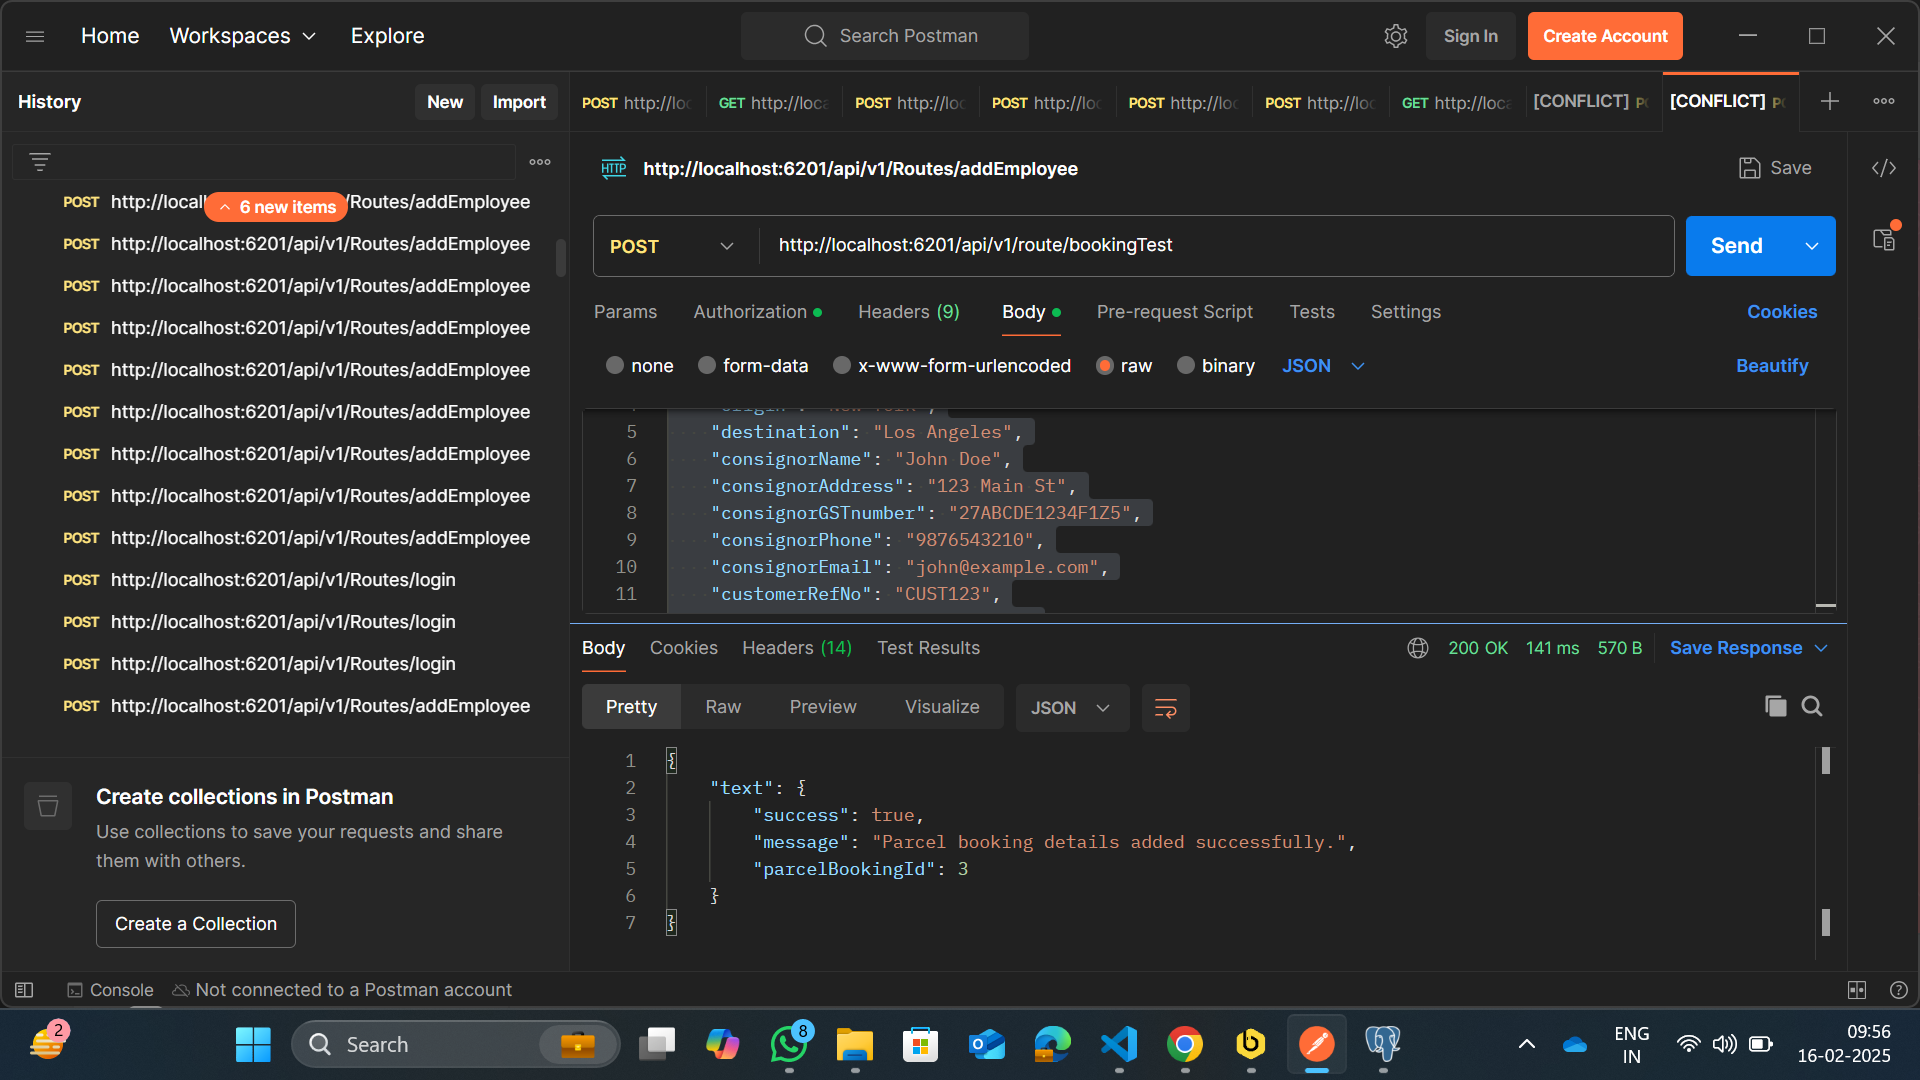 Home Workspaces Explore Search Postman Sign In Create Account
History New Import
POST http://loc GET http://loca POST http://loc POST http://loc POST http://loc POST http://loc GET http://loca [CONFLICT] PO [CONFLICT] PO
6 new items
POST http://locall /Routes/addEmployee
POST http://localhost:6201/api/v1/Routes/addEmployee
POST http://localhost:6201/api/v1/Routes/addEmployee
POST http://localhost:6201/api/v1/Routes/addEmployee
POST http://localhost:6201/api/v1/Routes/addEmployee
POST http://localhost:6201/api/v1/Routes/addEmployee
POST http://localhost:6201/api/v1/Routes/addEmployee
POST http://localhost:6201/api/v1/Routes/addEmployee
POST http://localhost:6201/api/v1/Routes/addEmployee
POST http://localhost:6201/api/v1/Routes/login
POST http://localhost:6201/api/v1/Routes/login
POST http://localhost:6201/api/v1/Routes/login
POST http://localhost:6201/api/v1/Routes/addEmployee
Create collections in Postman
Use collections to save your requests and share
them with others.
Create a Collection
HTTP http://localhost:6201/api/v1/Routes/addEmployee Save
POST http://localhost:6201/api/v1/route/bookingTest Send
Params Authorization Headers (9) Body Pre-request Script Tests Settings Cookies
none form-data x-www-form-urlencoded raw binary JSON Beautify
5 "destination": "Los Angeles",
6 "consignorName": "John Doe",
7 "consignorAddress": "123 Main St",
8 "consignorGSTnumber": "27ABCDE1234F1Z5",
9 "consignorPhone": "9876543210",
10 "consignorEmail": "john@example.com",
11 "customerRefNo": "CUST123",
Body Cookies Headers (14) Test Results 200 OK 141 ms 570 B Save Response
Pretty Raw Preview Visualize JSON
1 {
2 "text": {
3 "success": true,
4 "message": "Parcel booking details added successfully.",
5 "parcelBookingId": 3
6 }
7 }
Console Not connected to a Postman account
2 Search 8 ENG
IN
09:56
16-02-2025